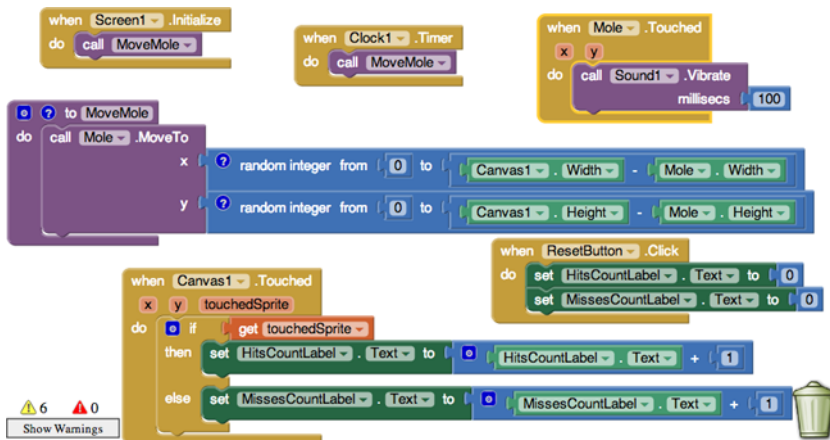 when Screen1 .Initialize
do call MoveMole
when Clock1 .Timer
do call MoveMole
when Mole .Touched
x y
do call Sound1 .Vibrate
millisecs 100
? to MoveMole
do call Mole .MoveTo
x ? random integer from 0 to Canvas1 . Width - Mole . Width
y ? random integer from 0 to Canvas1 . Height - Mole . Height
when ResetButton .Click
do set HitsCountLabel . Text to 0
set MissesCountLabel . Text to 0
when Canvas1 .Touched
x y touchedSprite
do if get touchedSprite
then set HitsCountLabel . Text to HitsCountLabel . Text + 1
else set MissesCountLabel . Text to MissesCountLabel . Text + 1
6 0
Show Warnings